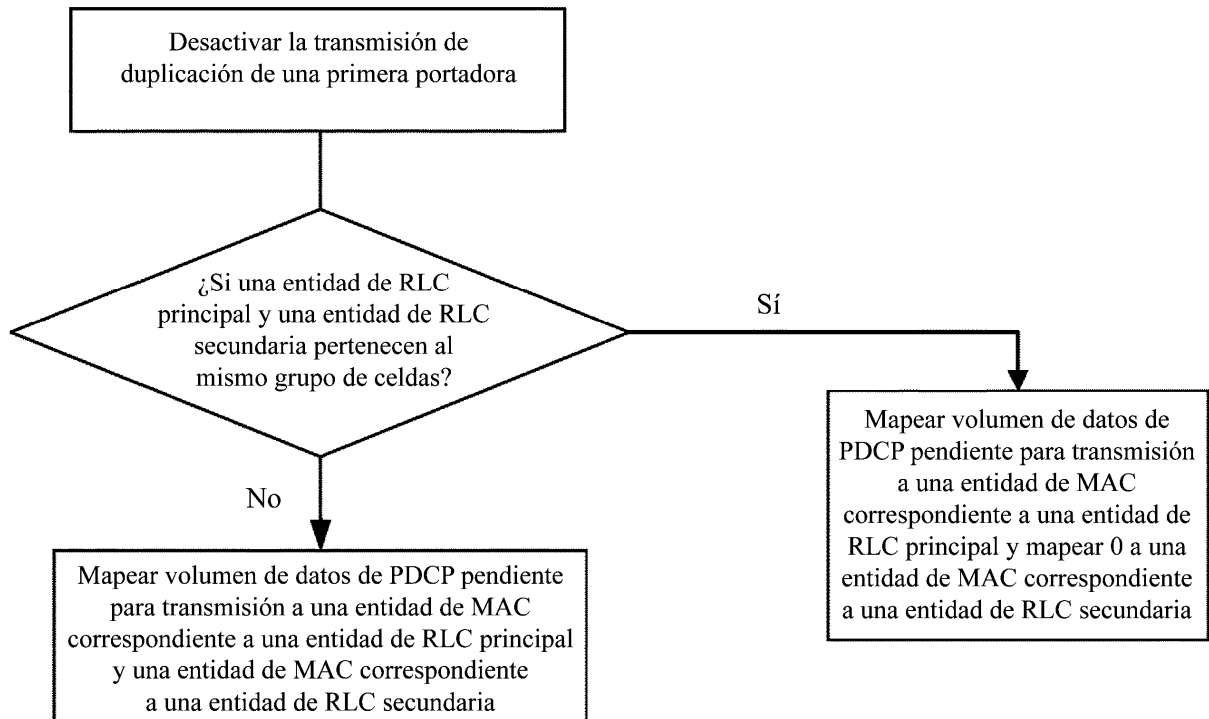 Desactivar la transmisión de
duplicación de una primera portadora
¿Si una entidad de RLC
principal y una entidad de RLC
secundaria pertenecen al
mismo grupo de celdas?
Sí
Mapear volumen de datos de
PDCP pendiente para transmisión
a una entidad de MAC
correspondiente a una entidad de
RLC principal y mapear 0 a una
entidad de MAC correspondiente
a una entidad de RLC secundaria
No
Mapear volumen de datos de PDCP pendiente
para transmisión a una entidad de MAC
correspondiente a una entidad de RLC principal
y una entidad de MAC correspondiente
a una entidad de RLC secundaria